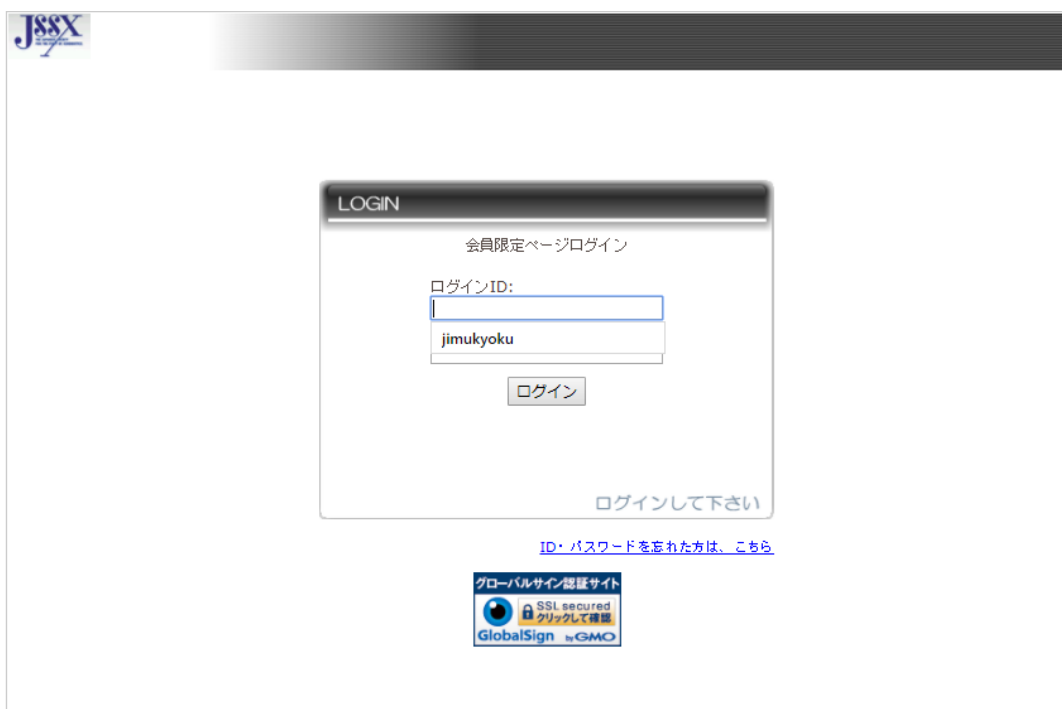 JSSX
LOGIN
会員限定ページログイン
ログインID:
jimukyoku
ログイン
ログインして下さい
ID・パスワードを忘れた方は、こちら
グローバルサイン認証サイト
SSL secured
クリックして確認
GlobalSign by GMO